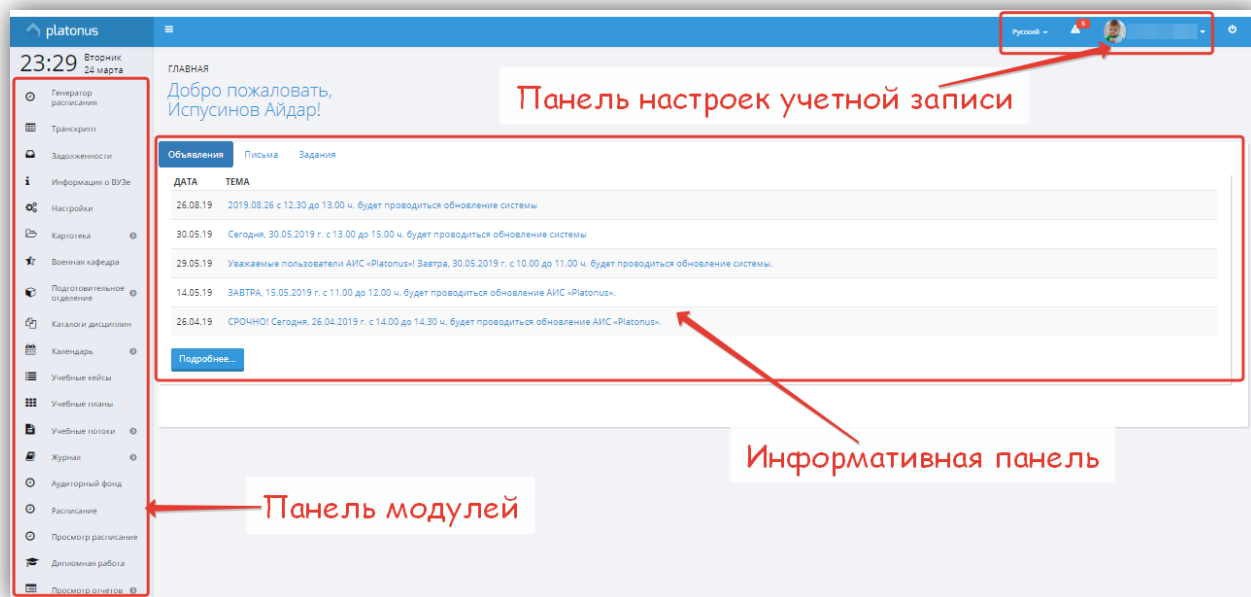 platonus
Русский
5
23:29 Вторник
24 марта
ГЛАВНАЯ
Добро пожаловать,
Испусинов Айдар!
Панель настроек учетной записи
Генератор
расписания
Транскрипт
Задолженности
Информация о ВУЗе
Настройки
Картотека
Военная кафедра
Подготовительное
отделение
Каталоги дисциплин
Календарь
Учебные кейсы
Учебные планы
Учебные потоки
Журнал
Аудиторный фонд
Расписание
Просмотр расписание
Дипломная работа
Просмотр отчетов
Объявления Письма Задания
ДАТА ТЕМА
26.08.19 2019.08.26 с 12.30 до 13.00 ч. будет проводиться обновление системы
30.05.19 Сегодня, 30.05.2019 г. с 13.00 до 15.00 ч. будет проводиться обновление системы
29.05.19 Уважаемые пользователи АИС «Platonus»! Завтра, 30.05.2019 г. с 10.00 до 11.00 ч. будет проводиться обновление системы.
14.05.19 ЗАВТРА, 15.05.2019 г. с 11.00 до 12.00 ч. будет проводиться обновление АИС «Platonus».
26.04.19 СРОЧНО! Сегодня, 26.04.2019 г. с 14.00 до 14.30 ч. будет проводиться обновление АИС «Platonus».
Подробнее...
Информативная панель
Панель модулей